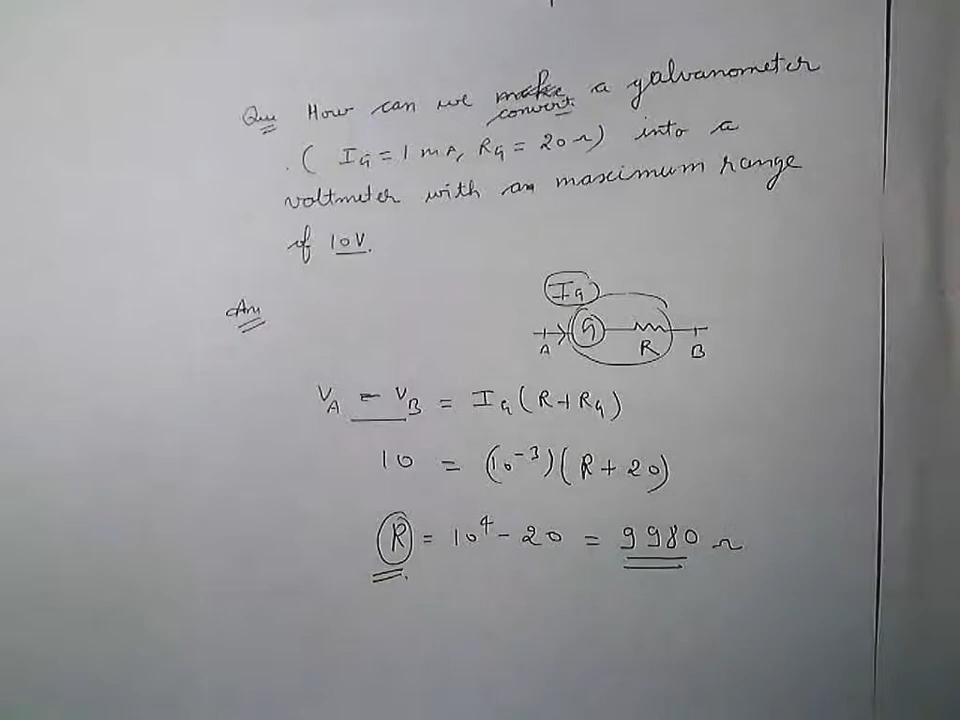 Que How can we make a galvanometer
convert
( IG = 1 mA, RG = 20 Ω) into a
voltmeter with an maximum range
of 10V.
Ans
IG
A G R B
VA - VB = IG (R+RG)
10 = (10⁻³)(R + 20)
R = 10⁴ - 20 = 9980 Ω